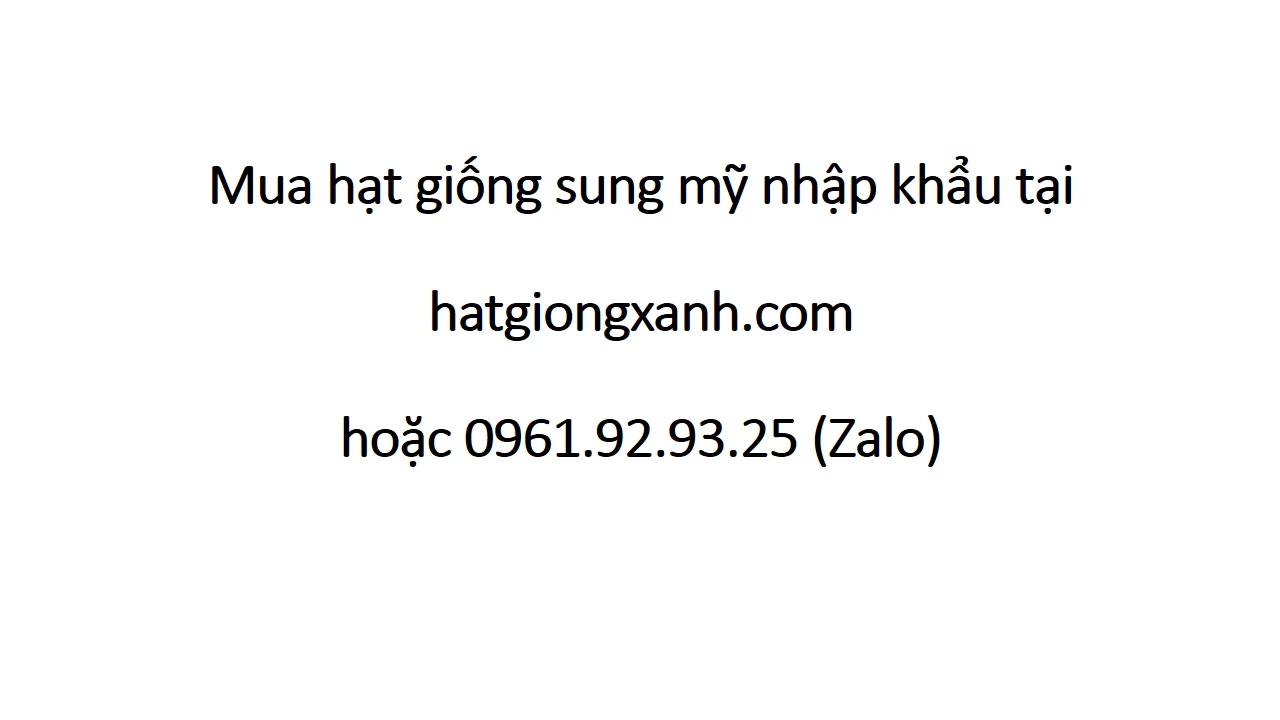 Mua hạt giống sung mỹ nhập khẩu tại
hatgiongxanh.com
hoặc 0961.92.93.25 (Zalo)